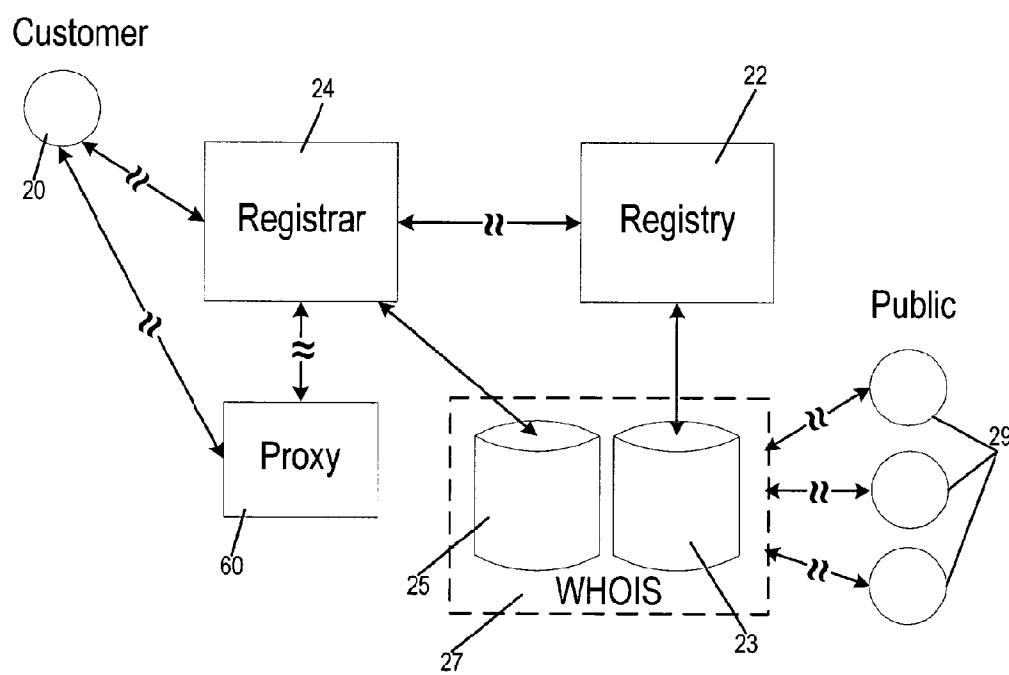 Customer
24
22
20
Registrar
Registry
Public
Proxy
29
60
25
WHOIS
27
23